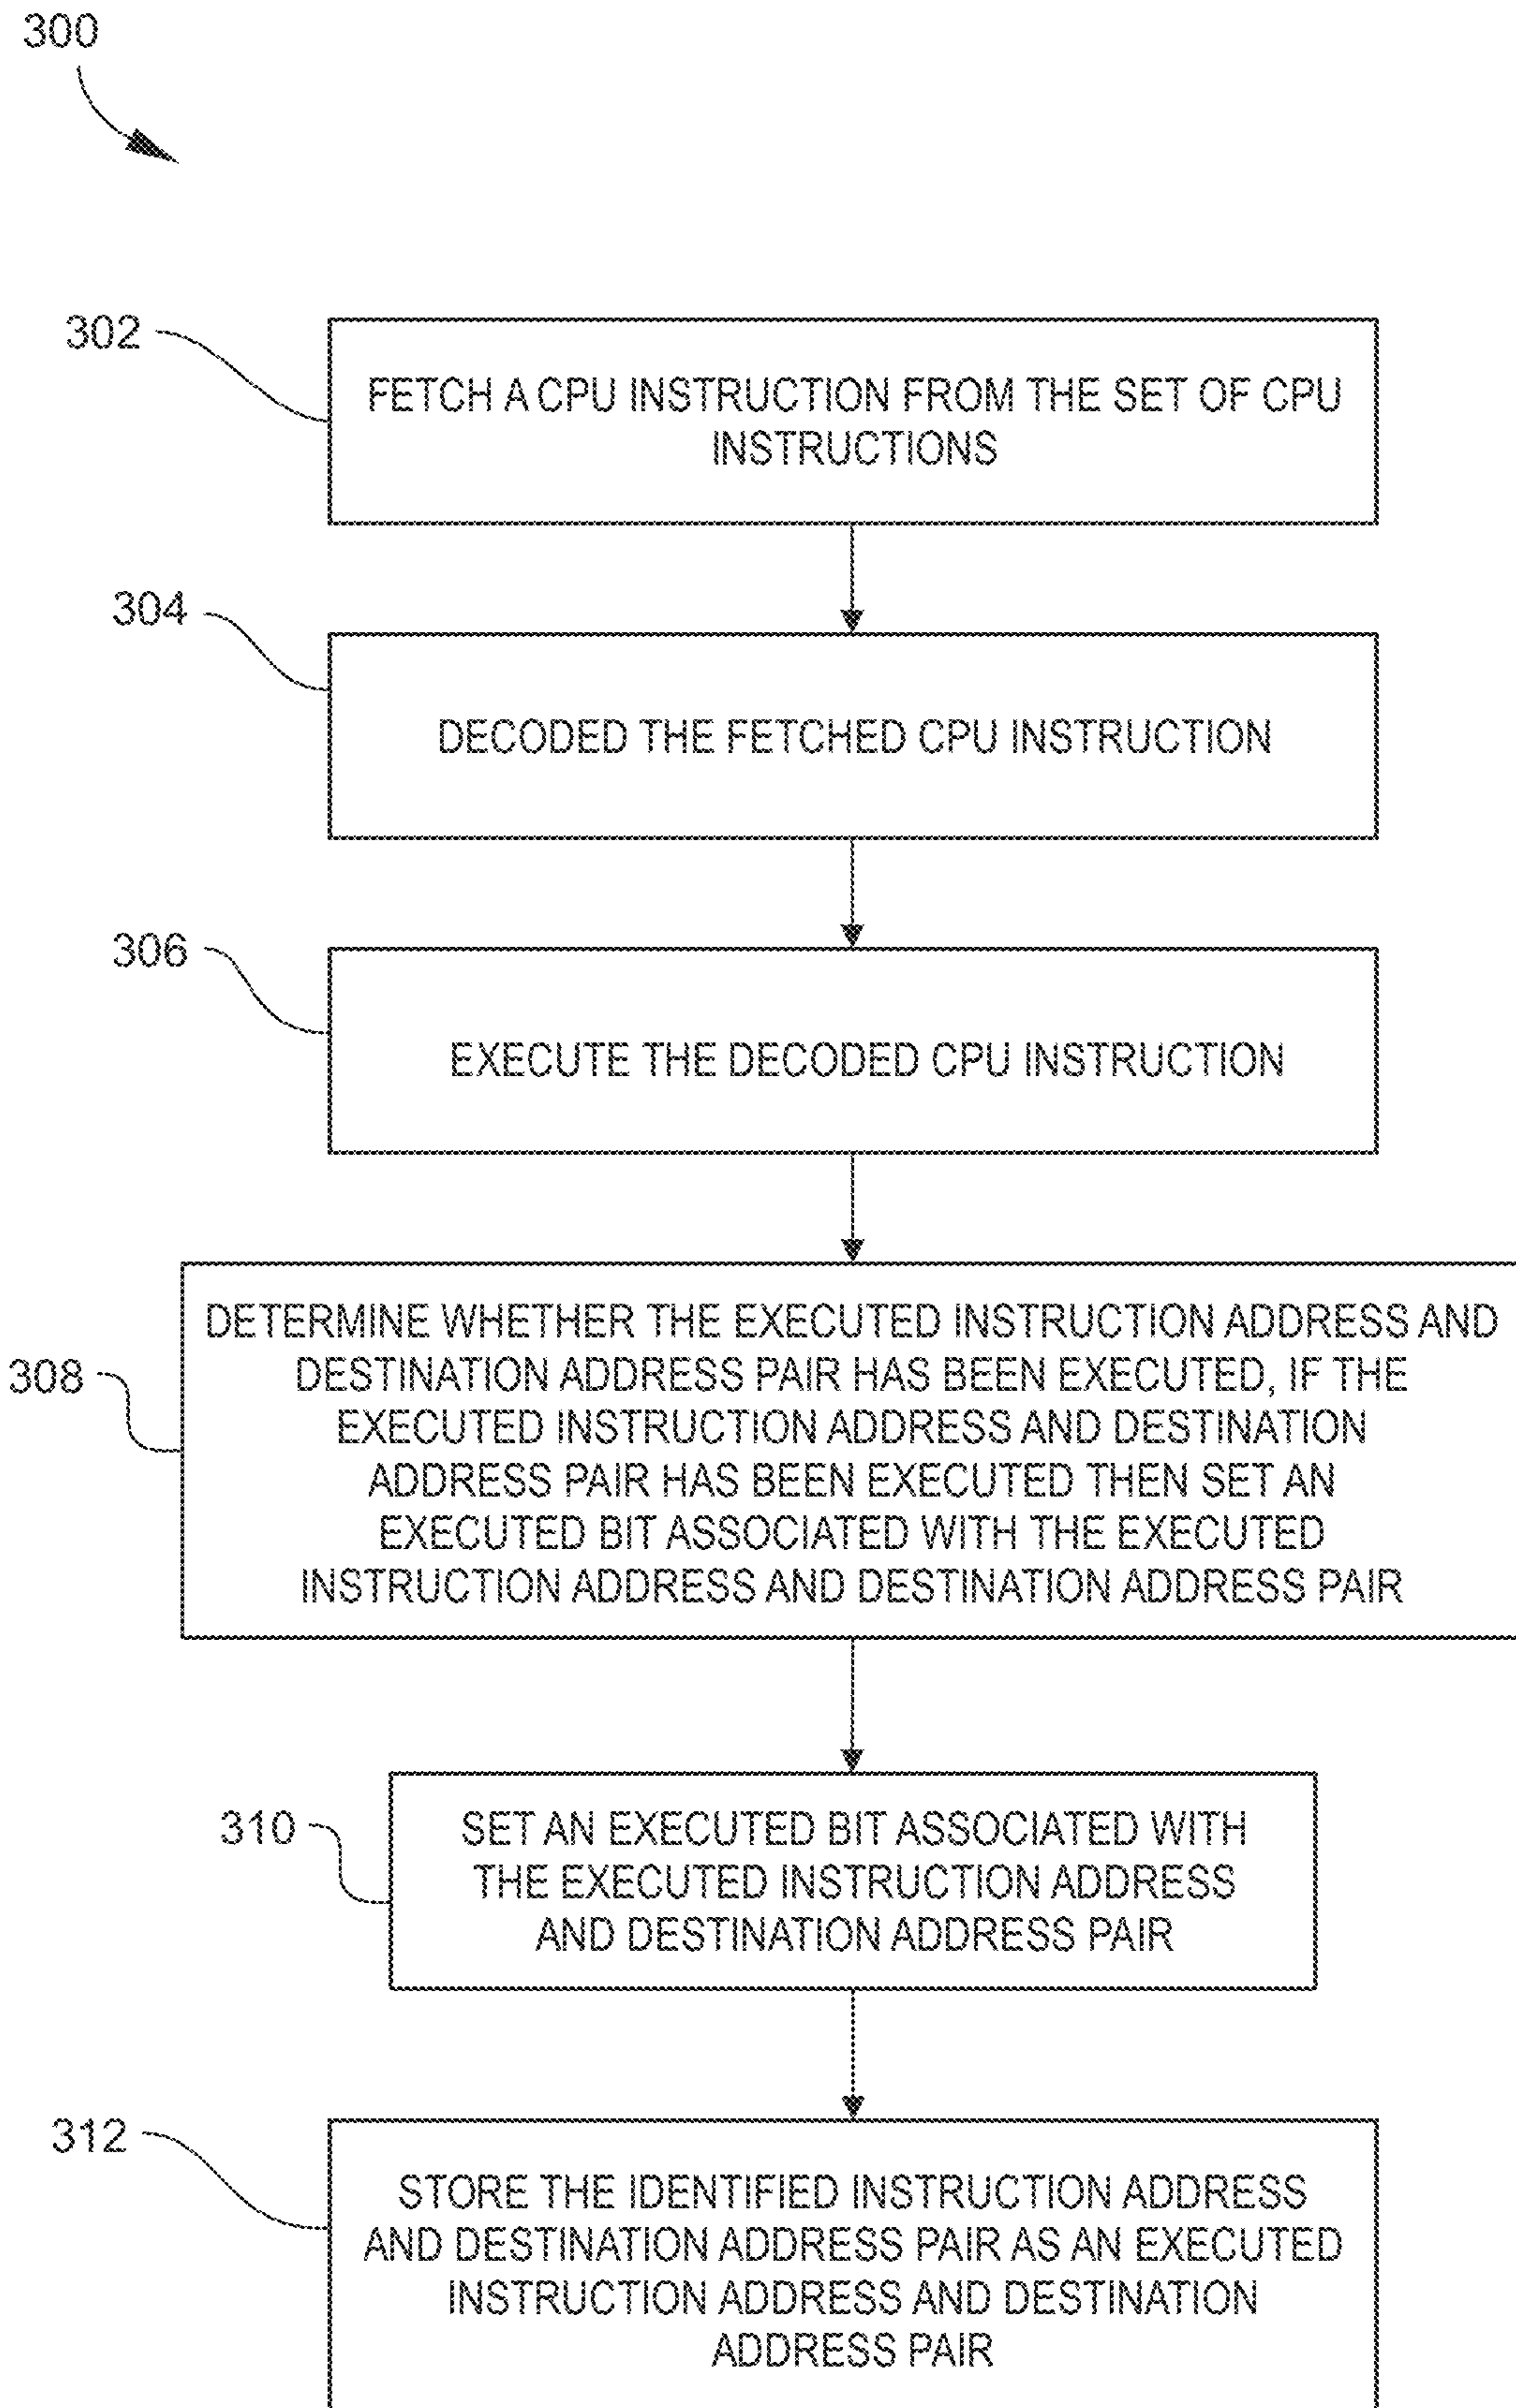 300
302
FETCH A CPU INSTRUCTION FROM THE SET OF CPU
INSTRUCTIONS
304
DECODED THE FETCHED CPU INSTRUCTION
306
EXECUTE THE DECODED CPU INSTRUCTION
308
DETERMINE WHETHER THE EXECUTED INSTRUCTION ADDRESS AND
DESTINATION ADDRESS PAIR HAS BEEN EXECUTED, IF THE
EXECUTED INSTRUCTION ADDRESS AND DESTINATION
ADDRESS PAIR HAS BEEN EXECUTED THEN SET AN
EXECUTED BIT ASSOCIATED WITH THE EXECUTED
INSTRUCTION ADDRESS AND DESTINATION ADDRESS PAIR
310
SET AN EXECUTED BIT ASSOCIATED WITH
THE EXECUTED INSTRUCTION ADDRESS
AND DESTINATION ADDRESS PAIR
312
STORE THE IDENTIFIED INSTRUCTION ADDRESS
AND DESTINATION ADDRESS PAIR AS AN EXECUTED
INSTRUCTION ADDRESS AND DESTINATION
ADDRESS PAIR